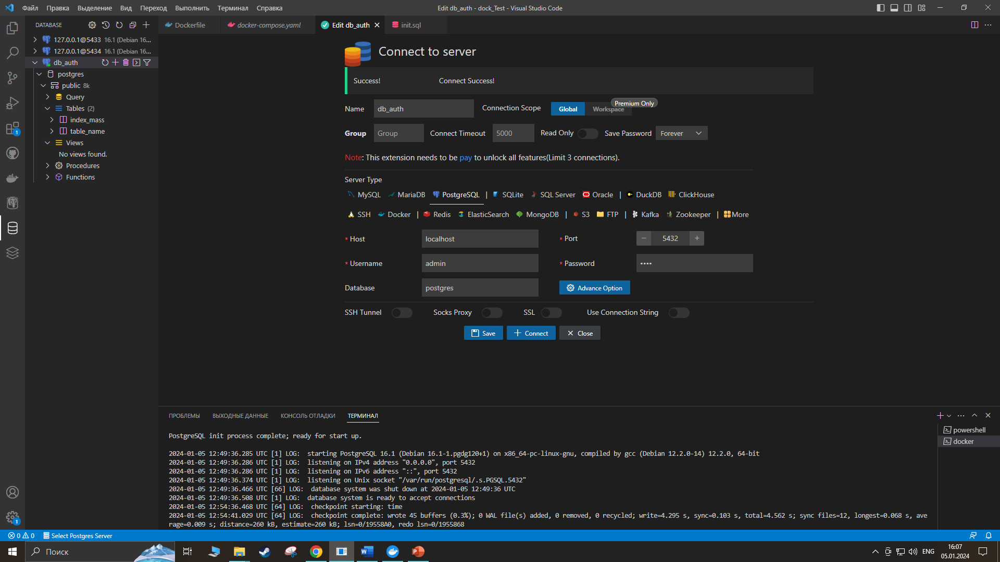 Файл Правка Выделение Вид Переход Выполнить Терминал Справка
Edit db_auth - dock_Test - Visual Studio Code
DATABASE
Dockerfile
docker-compose.yaml
Edit db_auth
init.sql
127.0.0.1@5433 16.1 (Debian 16...
127.0.0.1@5434 16.1 (Debian 16...
db_auth
postgres
public 8k
Query
Tables (2)
index_mass
table_name
Views
No views found.
Procedures
Functions
1
1
Connect to server
Success! Connect Success!
Name db_auth Connection Scope Global Workspace Premium Only
Group Group Connect Timeout 5000 Read Only Save Password Forever
Note: This extension needs to be pay to unlock all features(Limit 3 connections).
Server Type
MySQL MariaDB PostgreSQL | SQLite SQL Server Oracle | DuckDB ClickHouse
SSH Docker | Redis ElasticSearch MongoDB | S3 FTP | Kafka Zookeeper | More
* Host localhost * Port − 5432 +
* Username admin * Password ••••
Database postgres Advance Option
SSH Tunnel Socks Proxy SSL Use Connection String
Save Connect Close
ПРОБЛЕМЫ ВЫХОДНЫЕ ДАННЫЕ КОНСОЛЬ ОТЛАДКИ ТЕРМИНАЛ
powershell
docker
PostgreSQL init process complete; ready for start up.
2024-01-05 12:49:36.285 UTC [1] LOG:  starting PostgreSQL 16.1 (Debian 16.1-1.pgdg120+1) on x86_64-pc-linux-gnu, compiled by gcc (Debian 12.2.0-14) 12.2.0, 64-bit
2024-01-05 12:49:36.286 UTC [1] LOG:  listening on IPv4 address "0.0.0.0", port 5432
2024-01-05 12:49:36.286 UTC [1] LOG:  listening on IPv6 address "::", port 5432
2024-01-05 12:49:36.374 UTC [1] LOG:  listening on Unix socket "/var/run/postgresql/.s.PGSQL.5432"
2024-01-05 12:49:36.466 UTC [66] LOG:  database system was shut down at 2024-01-05 12:49:36 UTC
2024-01-05 12:49:36.508 UTC [1] LOG:  database system is ready to accept connections
2024-01-05 12:54:36.468 UTC [64] LOG:  checkpoint starting: time
2024-01-05 12:54:41.029 UTC [64] LOG:  checkpoint complete: wrote 45 buffers (0.3%); 0 WAL file(s) added, 0 removed, 0 recycled; write=4.295 s, sync=0.103 s, total=4.562 s; sync files=12, longest=0.068 s, ave
rage=0.009 s; distance=260 kB, estimate=260 kB; lsn=0/19558A0, redo lsn=0/1955868
0 0 Select Postgres Server
Поиск
ENG
16:07
05.01.2024